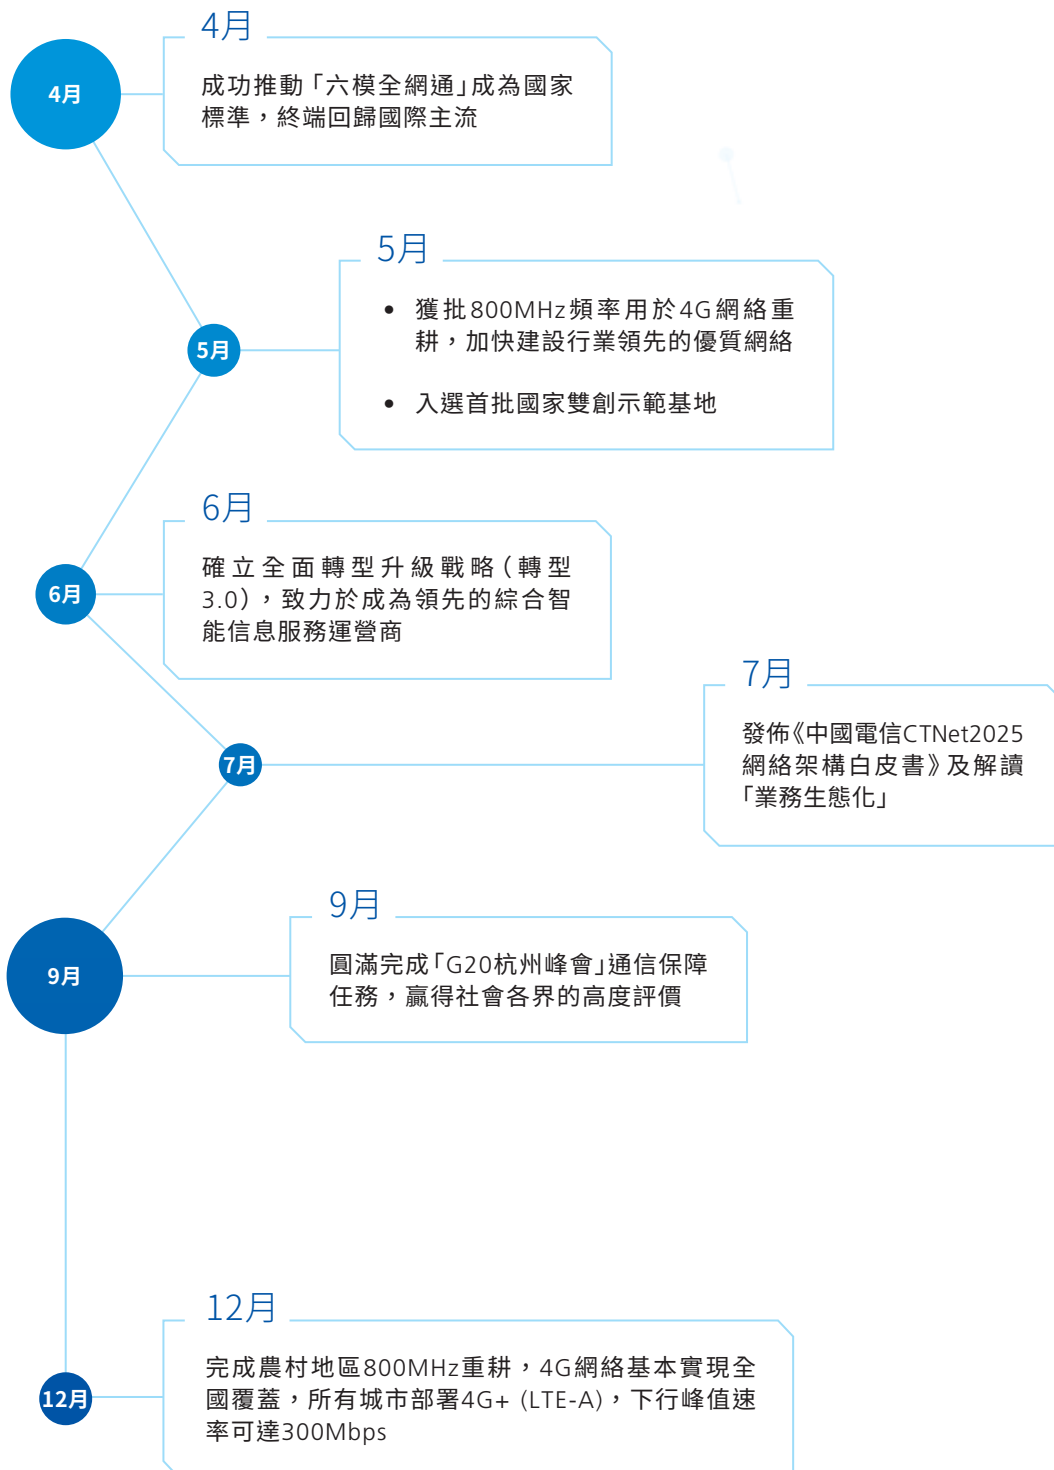 4月
4月
成功推動「六模全網通」成為國家
標準，終端回歸國際主流
5月
5月
• 獲批800MHz頻率用於4G網絡重
耕，加快建設行業領先的優質網絡
• 入選首批國家雙創示範基地
6月
6月
確立全面轉型升級戰略（轉型
3.0），致力於成為領先的綜合智
能信息服務運營商
7月
7月
發佈《中國電信CTNet2025
網絡架構白皮書》及解讀
「業務生態化」
9月
9月
圓滿完成「G20杭州峰會」通信保障
任務，贏得社會各界的高度評價
12月
12月
完成農村地區800MHz重耕，4G網絡基本實現全
國覆蓋，所有城市部署4G+ (LTE-A)，下行峰值速
率可達300Mbps